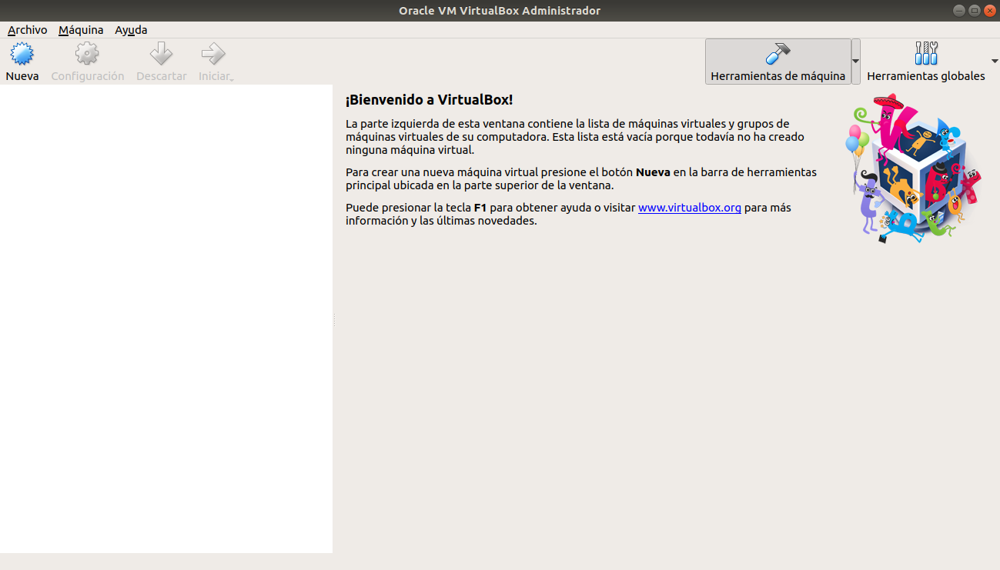 Oracle VM VirtualBox Administrador
Archivo Máquina Ayuda
Nueva Configuración Descartar Iniciar Herramientas de máquina Herramientas globales
¡Bienvenido a VirtualBox!
La parte izquierda de esta ventana contiene la lista de máquinas virtuales y grupos de
máquinas virtuales de su computadora. Esta lista está vacía porque todavía no ha creado
ninguna máquina virtual.
Para crear una nueva máquina virtual presione el botón Nueva en la barra de herramientas
principal ubicada en la parte superior de la ventana.
Puede presionar la tecla F1 para obtener ayuda o visitar www.virtualbox.org para más
información y las últimas novedades.